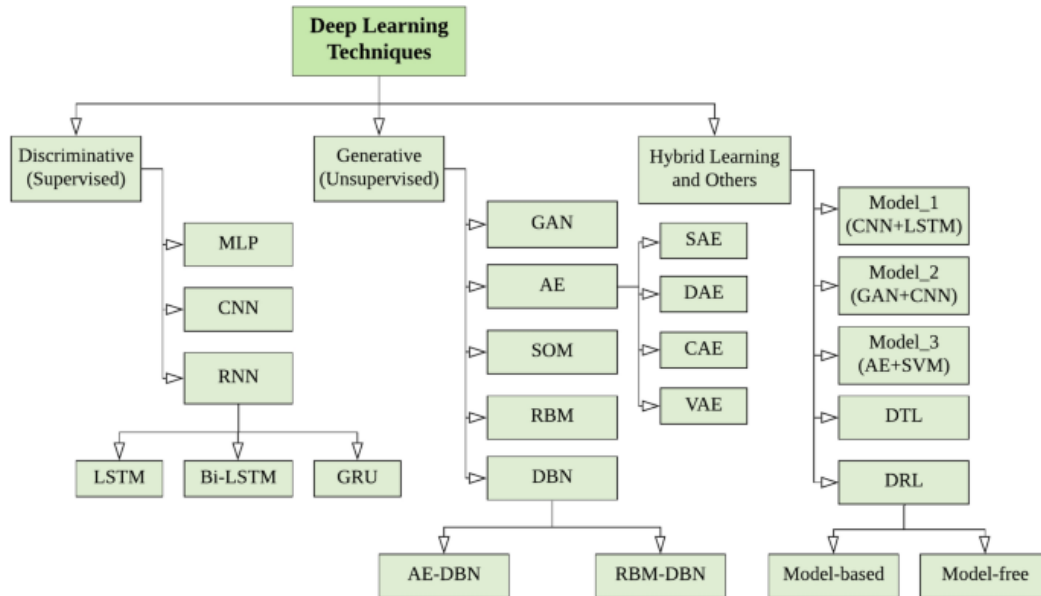 Deep Learning
Techniques
Discriminative
(Supervised)
Generative
(Unsupervised)
Hybrid Learning
and Others
MLP
CNN
RNN
LSTM
Bi-LSTM
GRU
GAN
AE
SOM
RBM
DBN
SAE
DAE
CAE
VAE
AE-DBN
RBM-DBN
Model_1
(CNN+LSTM)
Model_2
(GAN+CNN)
Model_3
(AE+SVM)
DTL
DRL
Model-based
Model-free